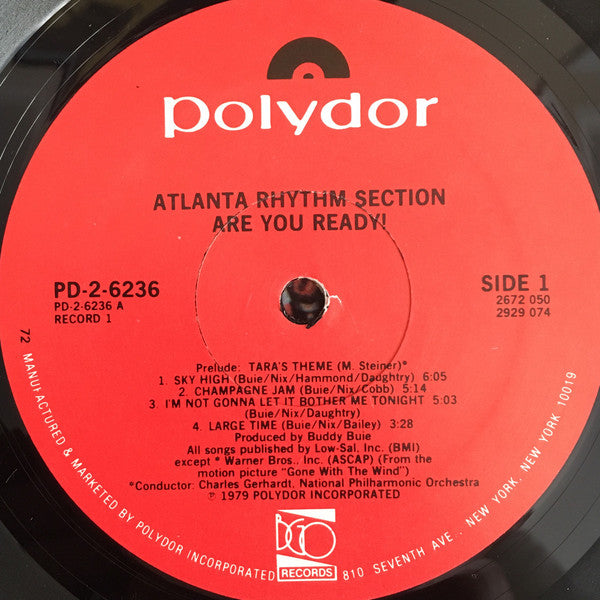 polydor
ATLANTA RHYTHM SECTION
ARE YOU READY!
PD-2-6236
PD-2-6236 A
RECORD 1
SIDE 1
2672 050
2929 074
Prelude: TARA'S THEME (M. Steiner)*
1. SKY HIGH (Buie/Nix/Hammond/Daughtry) 6:05
2. CHAMPAGNE JAM (Buie/Nix/Cobb) 5:14
3. I'M NOT GONNA LET IT BOTHER ME TONIGHT 5:03
(Buie/Nix/Daughtry)
4. LARGE TIME (Buie/Nix/Bailey) 3:28
Produced by Buddy Buie
All songs published by Low-Sal, Inc. (BMI)
except * Warner Bros.. Inc. (ASCAP) (From the
motion picture "Gone With The Wind")
*Conductor: Charles Gerhardt, National Philharmonic Orchestra
℗ 1979 POLYDOR INCORPORATED
BGO
RECORDS
72 MANUFACTURED & MARKETED BY POLYDOR INCORPORATED 810 SEVENTH AVE . NEW YORK. NEW YORK 10019